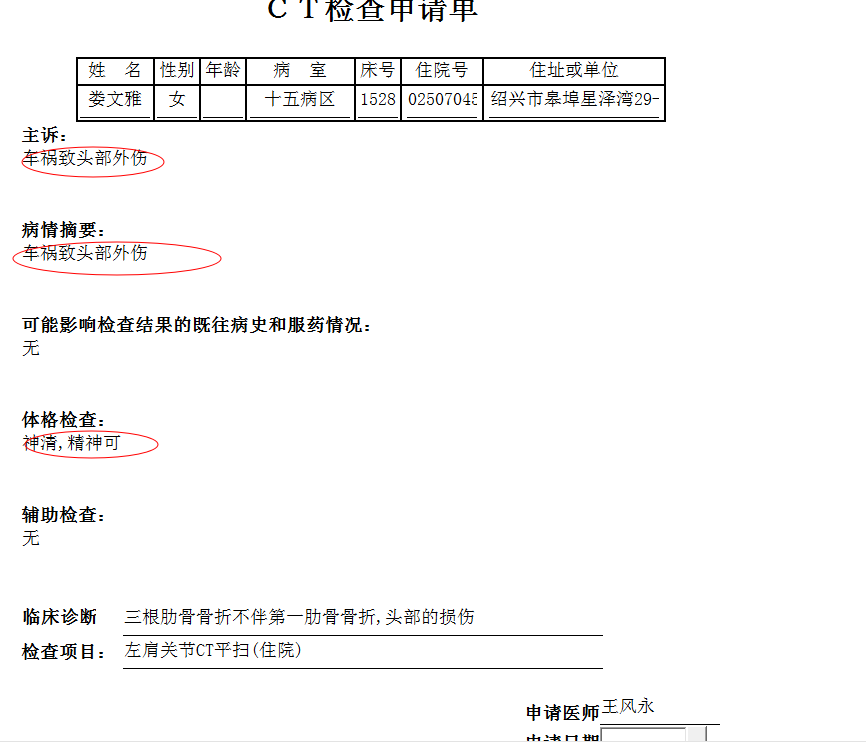 ＣＴ检查申请单
姓 名 性别 年龄 病 室 床号 住院号 住址或单位
娄文雅 女 十五病区 1528 02507045 绍兴市皋埠星泽湾29-
主诉：
车祸致头部外伤
病情摘要：
车祸致头部外伤
可能影响检查结果的既往病史和服药情况：
无
体格检查：
神清,精神可
辅助检查：
无
临床诊断 三根肋骨骨折不伴第一肋骨骨折,头部的损伤
检查项目： 左肩关节CT平扫(住院)
申请医师 王风永
申请日期